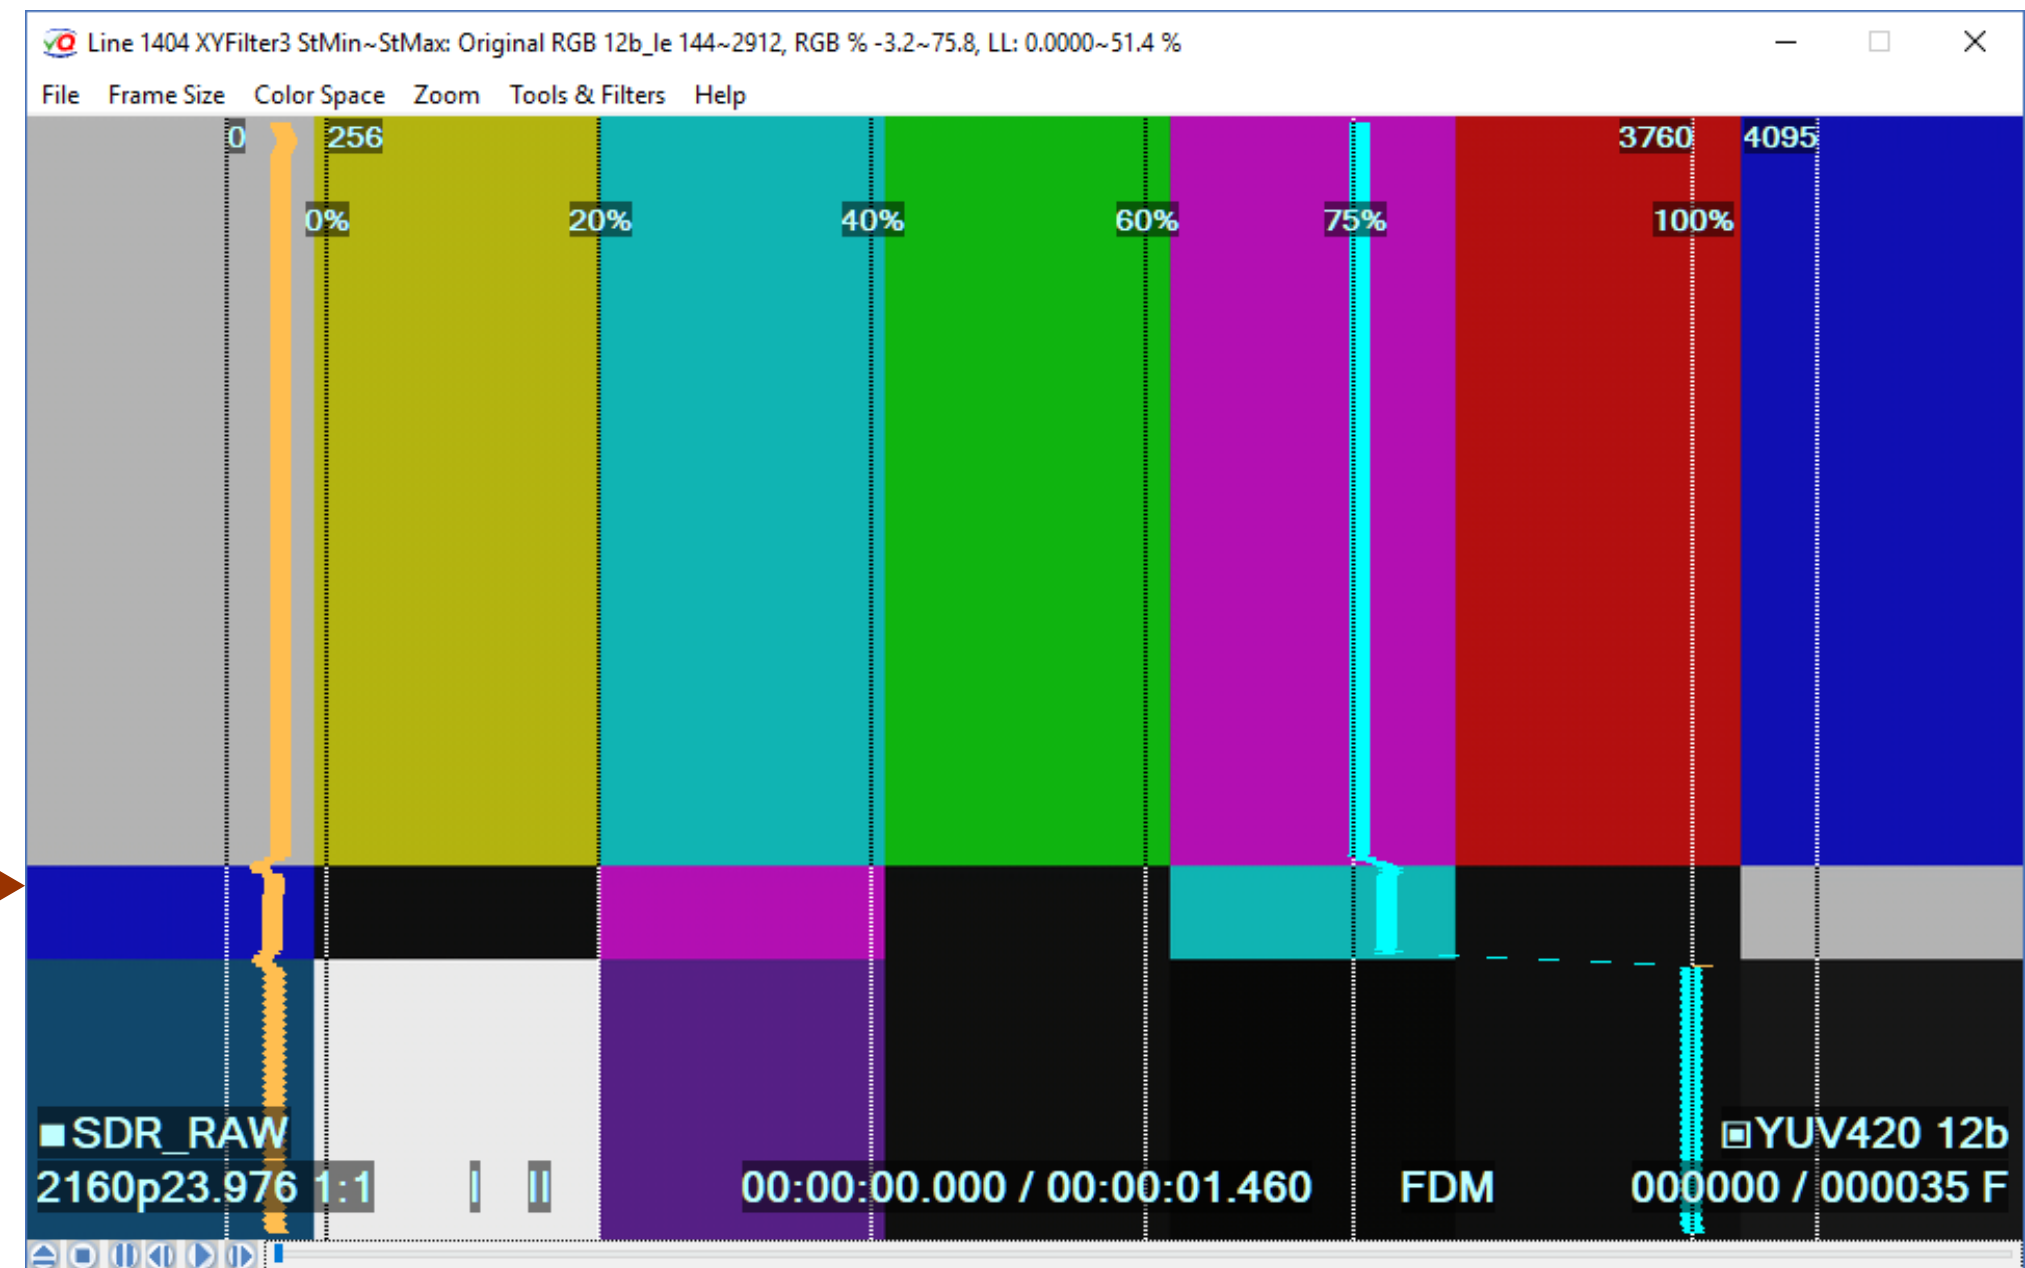 Line 1404 XYFilter3 StMin~StMax: Original RGB 12b_le 144~2912, RGB % -3.2~75.8, LL: 0.0000~51.4 %
File Frame Size Color Space Zoom Tools & Filters Help
0 256 3760 4095
0% 20% 40% 60% 75% 100%
SDR_RAW YUV420 12b
2160p23.976 1:1 I II 00:00:00.000 / 00:00:01.460 FDM 000000 / 000035 F